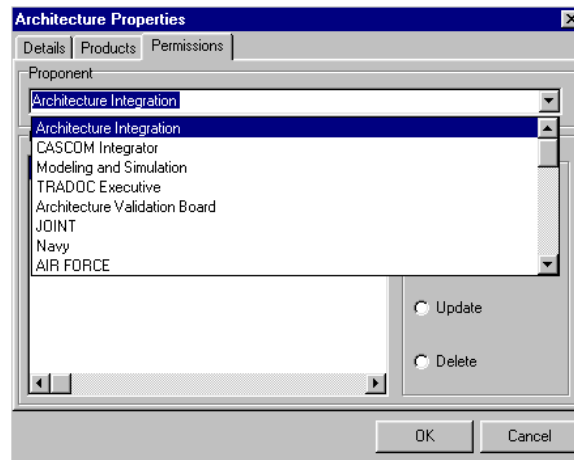 Architecture Properties
Details Products Permissions
Proponent
Architecture Integration
Architecture Integration
CASCOM Integrator
Modeling and Simulation
TRADOC Executive
Architecture Validation Board
JOINT
Navy
AIR FORCE
Update
Delete
OK Cancel